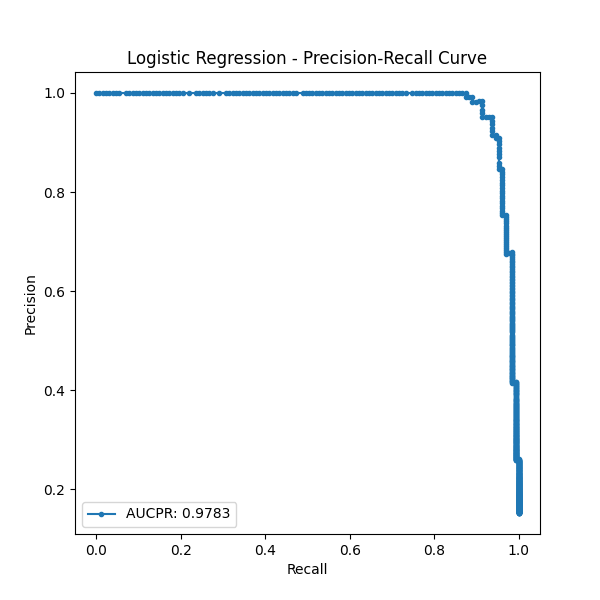 Logistic Regression - Precision-Recall Curve
1.0
0.8
0.6
0.4
0.2
Precision
AUCPR: 0.9783
0.0 0.2 0.4 0.6 0.8 1.0
Recall